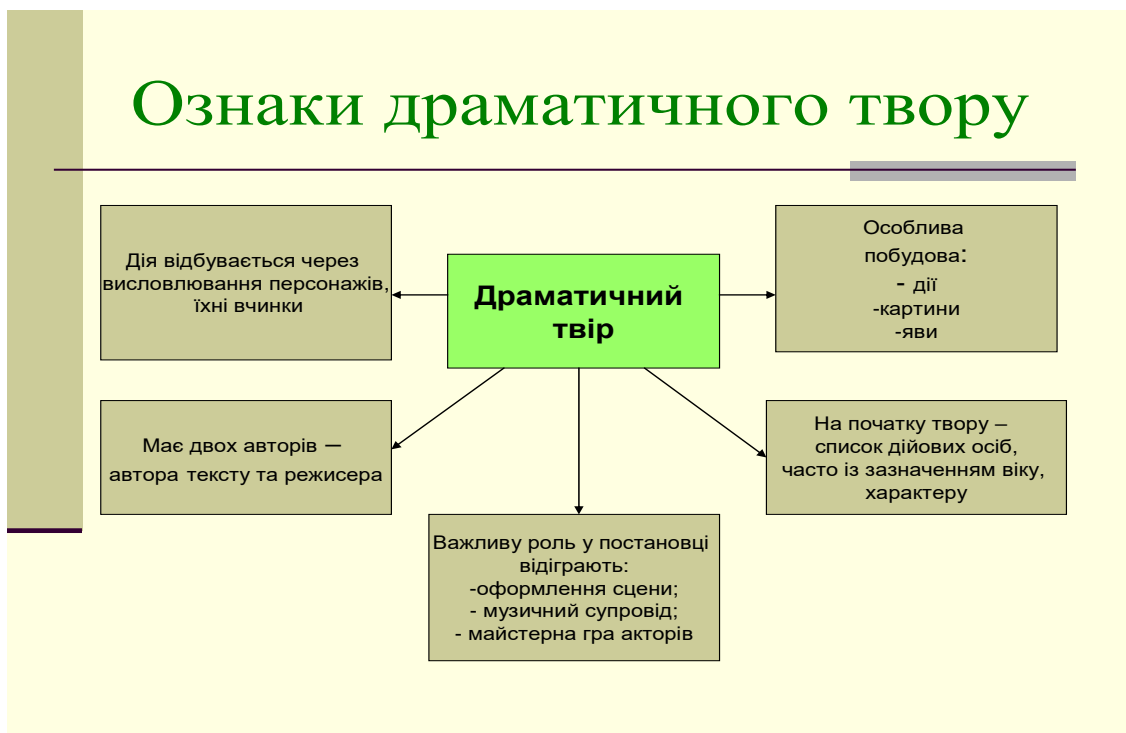 Ознаки драматичного твору
Дія відбувається через
висловлювання персонажів,
їхні вчинки
Драматичний
твір
Особлива
побудова:
- дії
-картини
-яви
Має двох авторів —
автора тексту та режисера
На початку твору –
список дійових осіб,
часто із зазначенням віку,
характеру
Важливу роль у постановці
відіграють:
-оформлення сцени;
- музичний супровід;
- майстерна гра акторів